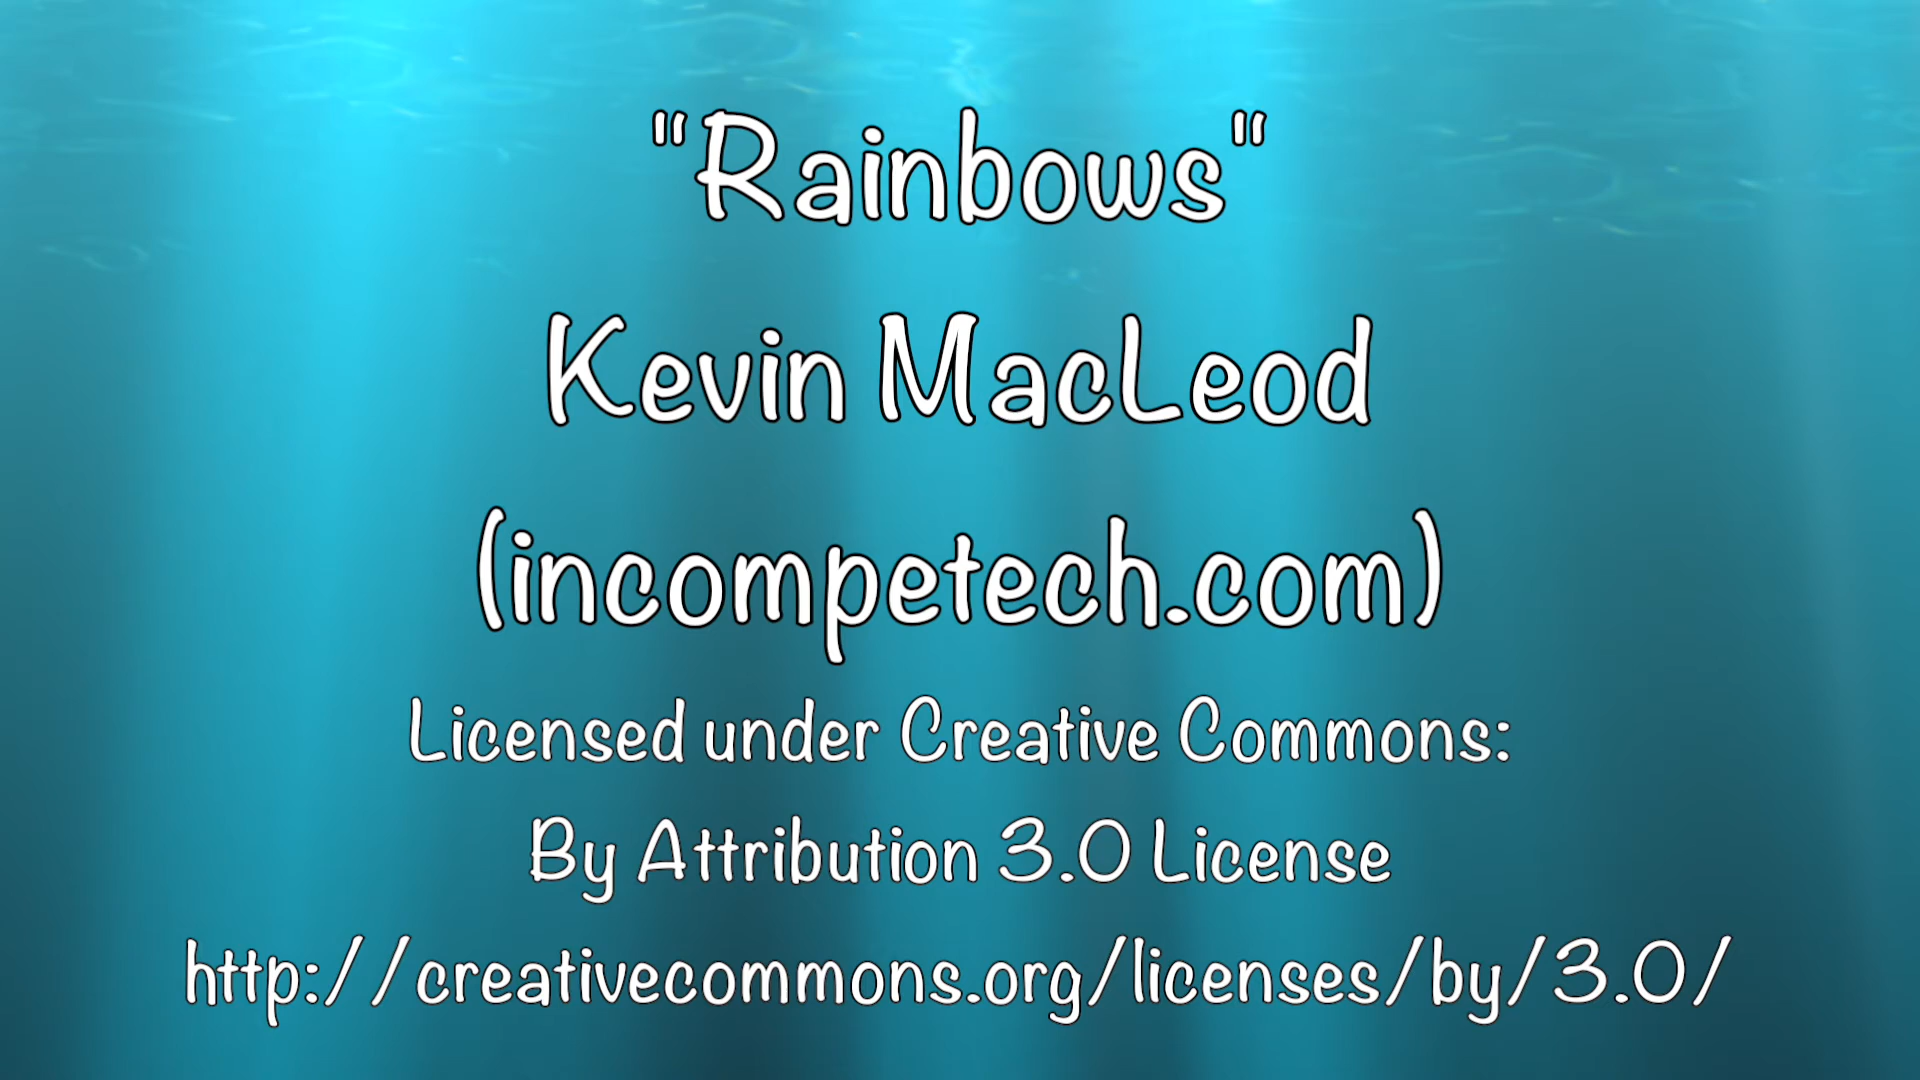 "Rainbows"
Kevin MacLeod
(incompetech.com)
Licensed under Creative Commons:
By Attribution 3.0 License
http://creativecommons.org/licenses/by/3.0/